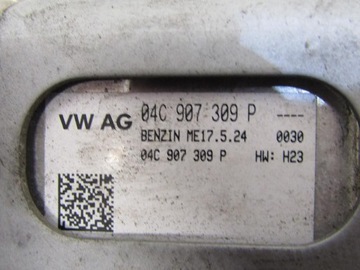 VW AG 04C 907 309 P ----
BENZIN ME17.5.24 0030
04C 907 309 P HW: H23